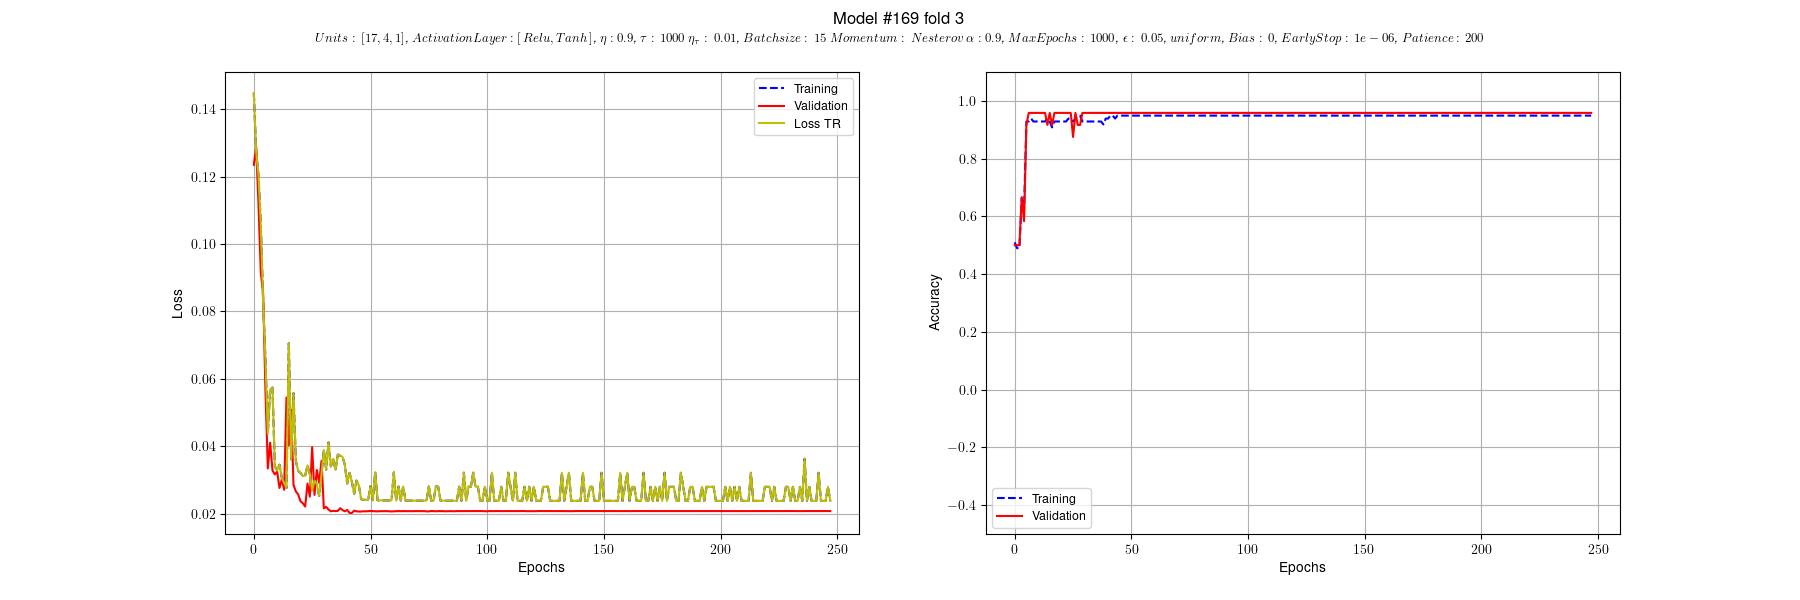 Model #169 fold 3
Units : [17, 4, 1], ActivationLayer : [ Relu, Tanh], η : 0.9, τ : 1000 ητ : 0.01, Batchsize : 15 Momentum : Nesterov α : 0.9, MaxEpochs : 1000, ϵ : 0.05, uniform, Bias : 0, EarlyStop : 1e − 06, Patience : 200
Loss
0.14
0.12
0.10
0.08
0.06
0.04
0.02
0 50 100 150 200 250
Epochs
Training
Validation
Loss TR
Accuracy
1.0
0.8
0.6
0.4
0.2
0.0
−0.2
−0.4
0 50 100 150 200 250
Epochs
Training
Validation